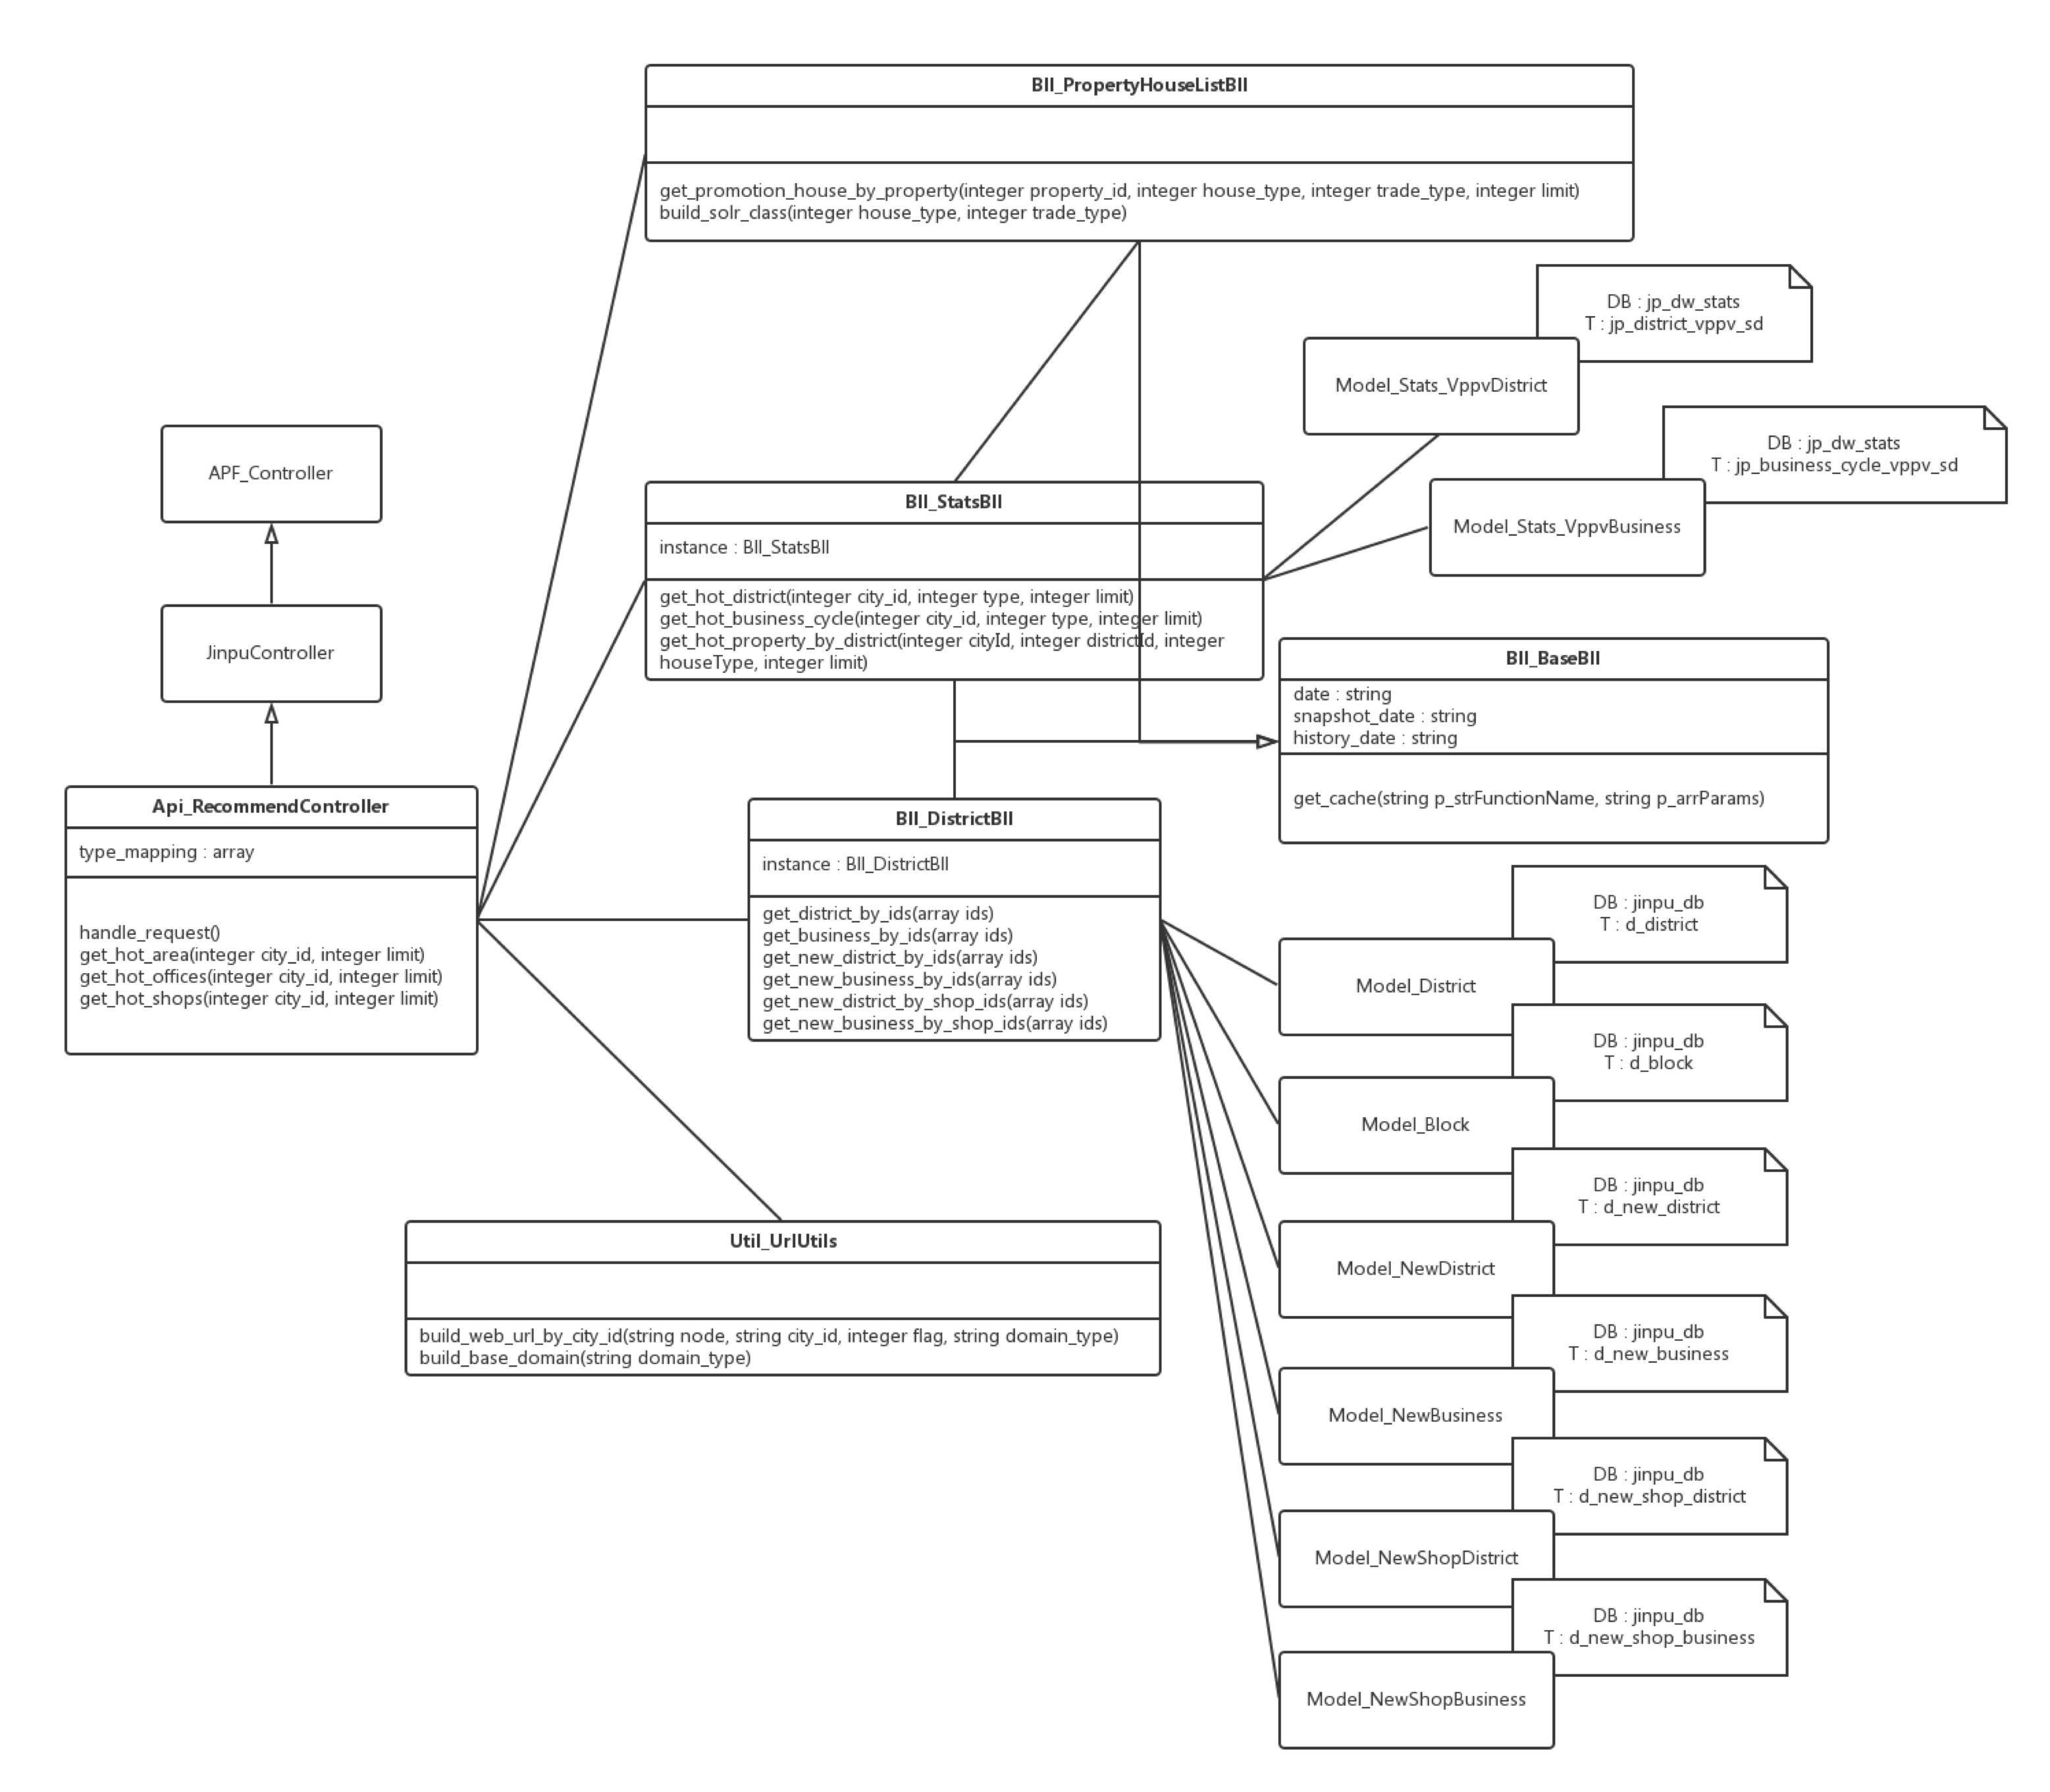 Bll_PropertyHouseListBll
get_promotion_house_by_property(integer property_id, integer house_type, integer trade_type, integer limit)
build_solr_class(integer house_type, integer trade_type)
DB : jp_dw_stats
T : jp_district_vppv_sd
Model_Stats_VppvDistrict
DB : jp_dw_stats
T : jp_business_cycle_vppv_sd
Model_Stats_VppvBusiness
APF_Controller
JinpuController
Bll_StatsBll
instance : Bll_StatsBll
get_hot_district(integer city_id, integer type, integer limit)
get_hot_business_cycle(integer city_id, integer type, integer limit)
get_hot_property_by_district(integer cityId, integer districtId, integer
houseType, integer limit)
Bll_BaseBll
date : string
snapshot_date : string
history_date : string
get_cache(string p_strFunctionName, string p_arrParams)
Api_RecommendController
type_mapping : array
handle_request()
get_hot_area(integer city_id, integer limit)
get_hot_offices(integer city_id, integer limit)
get_hot_shops(integer city_id, integer limit)
Bll_DistrictBll
instance : Bll_DistrictBll
get_district_by_ids(array ids)
get_business_by_ids(array ids)
get_new_district_by_ids(array ids)
get_new_business_by_ids(array ids)
get_new_district_by_shop_ids(array ids)
get_new_business_by_shop_ids(array ids)
DB : jinpu_db
T : d_district
Model_District
DB : jinpu_db
T : d_block
Model_Block
DB : jinpu_db
T : d_new_district
Model_NewDistrict
Util_UrlUtils
build_web_url_by_city_id(string node, string city_id, integer flag, string domain_type)
build_base_domain(string domain_type)
DB : jinpu_db
T : d_new_business
Model_NewBusiness
DB : jinpu_db
T : d_new_shop_district
Model_NewShopDistrict
DB : jinpu_db
T : d_new_shop_business
Model_NewShopBusiness